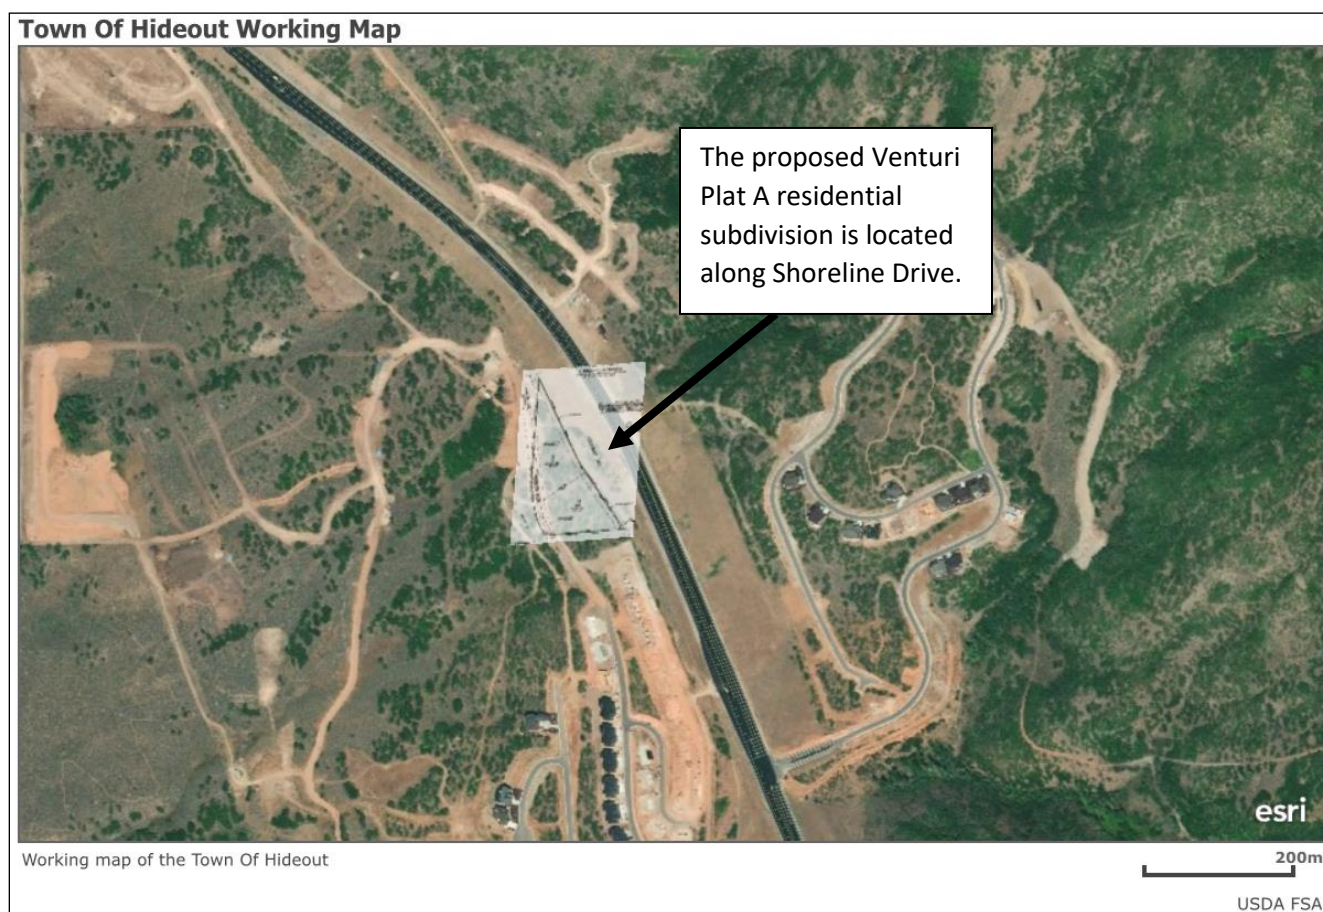 Town Of Hideout Working Map
The proposed Venturi
Plat A residential
subdivision is located
along Shoreline Drive.
esri
Working map of the Town Of Hideout
200m
USDA FSA